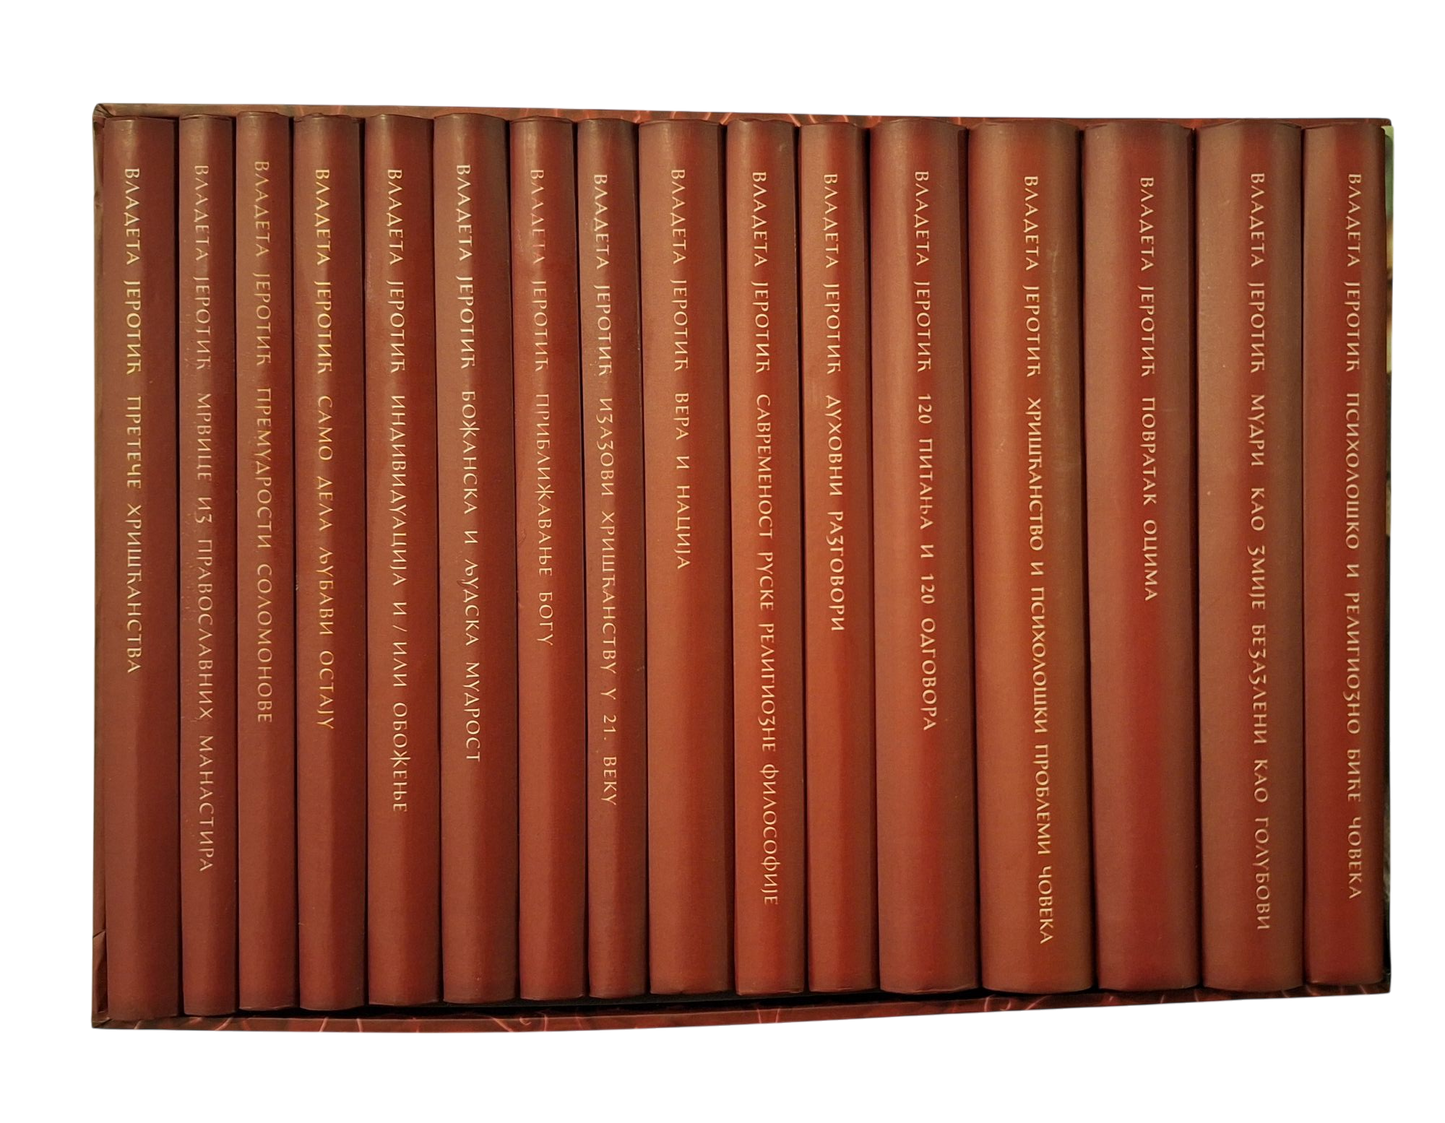 ВЛАДЕТА ЈЕРОТИЋ ПРЕТЕЧЕ ХРИШЋАНСТВА
ВЛАДЕТА ЈЕРОТИЋ МРВИЦЕ ИЗ ПРАВОСЛАВНИХ МАНАСТИРА
ВЛАДЕТА ЈЕРОТИЋ ПРЕМУДРОСТИ СОЛОМОНОВЕ
ВЛАДЕТА ЈЕРОТИЋ САМО ДЕЛА ЉУБАВИ ОСТАЈУ
ВЛАДЕТА ЈЕРОТИЋ ИНДИВИДУАЦИЈА И / ИЛИ ОБОЖЕЊЕ
ВЛАДЕТА ЈЕРОТИЋ БОЖАНСКА И ЉУДСКА МУДРОСТ
ВЛАДЕТА ЈЕРОТИЋ ПРИБЛИЖАВАЊЕ БОГУ
ВЛАДЕТА ЈЕРОТИЋ ИЗАЗОВИ ХРИШЋАНСТВУ У 21. ВЕКУ
ВЛАДЕТА ЈЕРОТИЋ ВЕРА И НАЦИЈА
ВЛАДЕТА ЈЕРОТИЋ САВРЕМЕНОСТ РУСКЕ РЕЛИГИОЗНЕ ФИЛОСОФИЈЕ
ВЛАДЕТА ЈЕРОТИЋ ДУХОВНИ РАЗГОВОРИ
ВЛАДЕТА ЈЕРОТИЋ 120 ПИТАЊА И 120 ОДГОВОРА
ВЛАДЕТА ЈЕРОТИЋ ХРИШЋАНСТВО И ПСИХОЛОШКИ ПРОБЛЕМИ ЧОВЕКА
ВЛАДЕТА ЈЕРОТИЋ ПОВРАТАК ОЦИМА
ВЛАДЕТА ЈЕРОТИЋ МУДРИ КАО ЗМИЈЕ БЕЗАЗЛЕНИ КАО ГОЛУБОВИ
ВЛАДЕТА ЈЕРОТИЋ ПСИХОЛОШКО И РЕЛИГИОЗНО БИЋЕ ЧОВЕКА